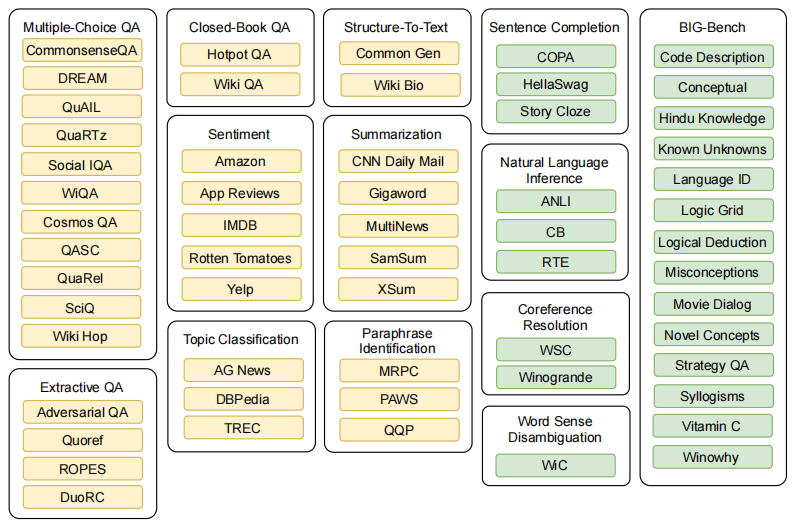 Multiple-Choice QA
CommonsenseQA
DREAM
QuAIL
QuaRTz
Social IQA
WiQA
Cosmos QA
QASC
QuaRel
SciQ
Wiki Hop
Extractive QA
Adversarial QA
Quoref
ROPES
DuoRC
Closed-Book QA
Hotpot QA
Wiki QA
Sentiment
Amazon
App Reviews
IMDB
Rotten Tomatoes
Yelp
Topic Classification
AG News
DBPedia
TREC
Structure-To-Text
Common Gen
Wiki Bio
Summarization
CNN Daily Mail
Gigaword
MultiNews
SamSum
XSum
Paraphrase
Identification
MRPC
PAWS
QQP
Sentence Completion
COPA
HellaSwag
Story Cloze
Natural Language
Inference
ANLI
CB
RTE
Coreference
Resolution
WSC
Winogrande
Word Sense
Disambiguation
WiC
BIG-Bench
Code Description
Conceptual
Hindu Knowledge
Known Unknowns
Language ID
Logic Grid
Logical Deduction
Misconceptions
Movie Dialog
Novel Concepts
Strategy QA
Syllogisms
Vitamin C
Winowhy